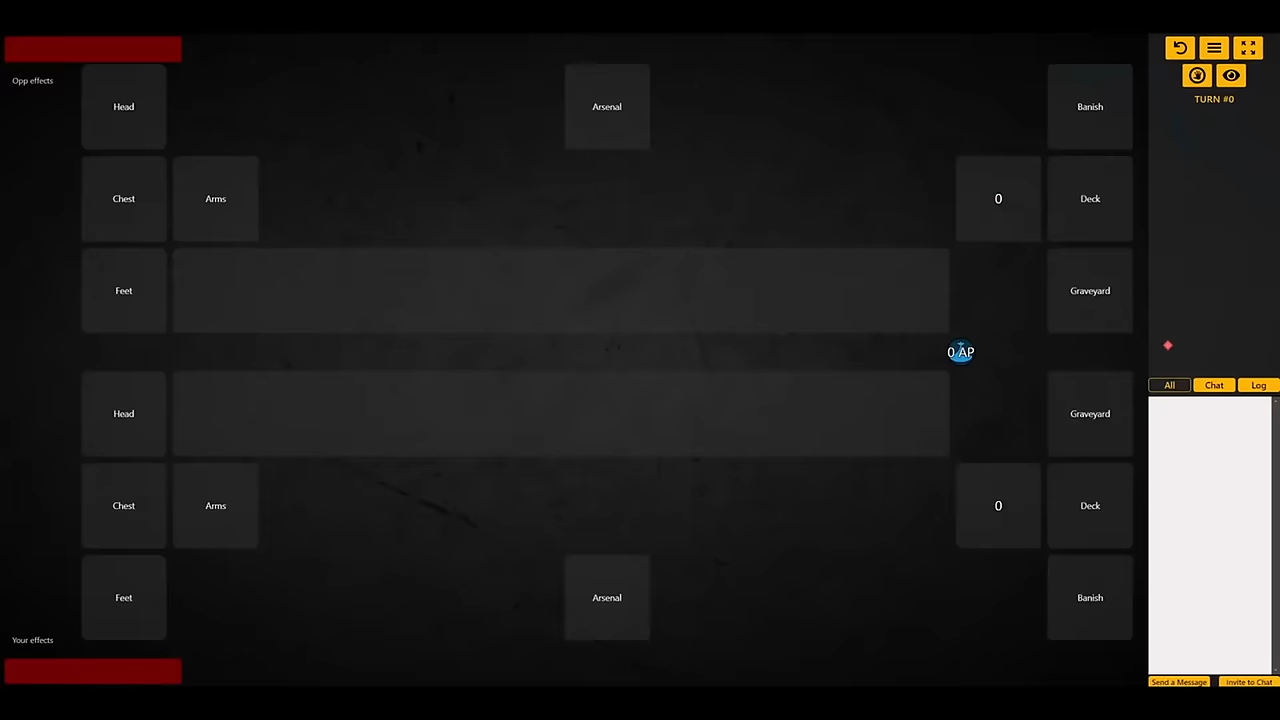 Opp effects
Head
Arsenal
Banish
TURN #0
Chest
Arms
0
Deck
Feet
Graveyard
0 AP
All
Chat
Log
Head
Graveyard
Chest
Arms
0
Deck
Feet
Arsenal
Banish
Your effects
Send a Message
Invite to Chat